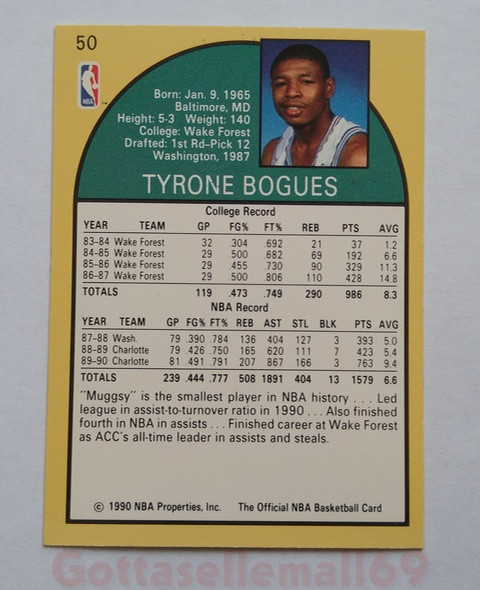 50
NBA
Born: Jan. 9, 1965
Baltimore, MD
Height: 5-3 Weight: 140
College: Wake Forest
Drafted: 1st Rd-Pick 12
Washington, 1987
TYRONE BOGUES
College Record
YEAR TEAM GP FG% FT% REB PTS AVG
83-84 Wake Forest 32 .304 .692 21 37 1.2
84-85 Wake Forest 29 .500 .682 69 192 6.6
85-86 Wake Forest 29 .455 .730 90 329 11.3
86-87 Wake Forest 29 .500 .806 110 428 14.8
TOTALS 119 .473 .749 290 986 8.3
NBA Record
YEAR TEAM GP FG% FT% REB AST STL BLK PTS AVG
87-88 Wash. 79 .390 .784 136 404 127 3 393 5.0
88-89 Charlotte 79 .426 .750 165 620 111 7 423 5.4
89-90 Charlotte 81 .491 .791 207 867 166 3 763 9.4
TOTALS 239 .444 .777 508 1891 404 13 1579 6.6
"Muggsy" is the smallest player in NBA history . . . Led
league in assist-to-turnover ratio in 1990 . . . Also finished
fourth in NBA in assists . . . Finished career at Wake Forest
as ACC's all-time leader in assists and steals.
© 1990 NBA Properties, Inc. The Official NBA Basketball Card
Gottasellemall69